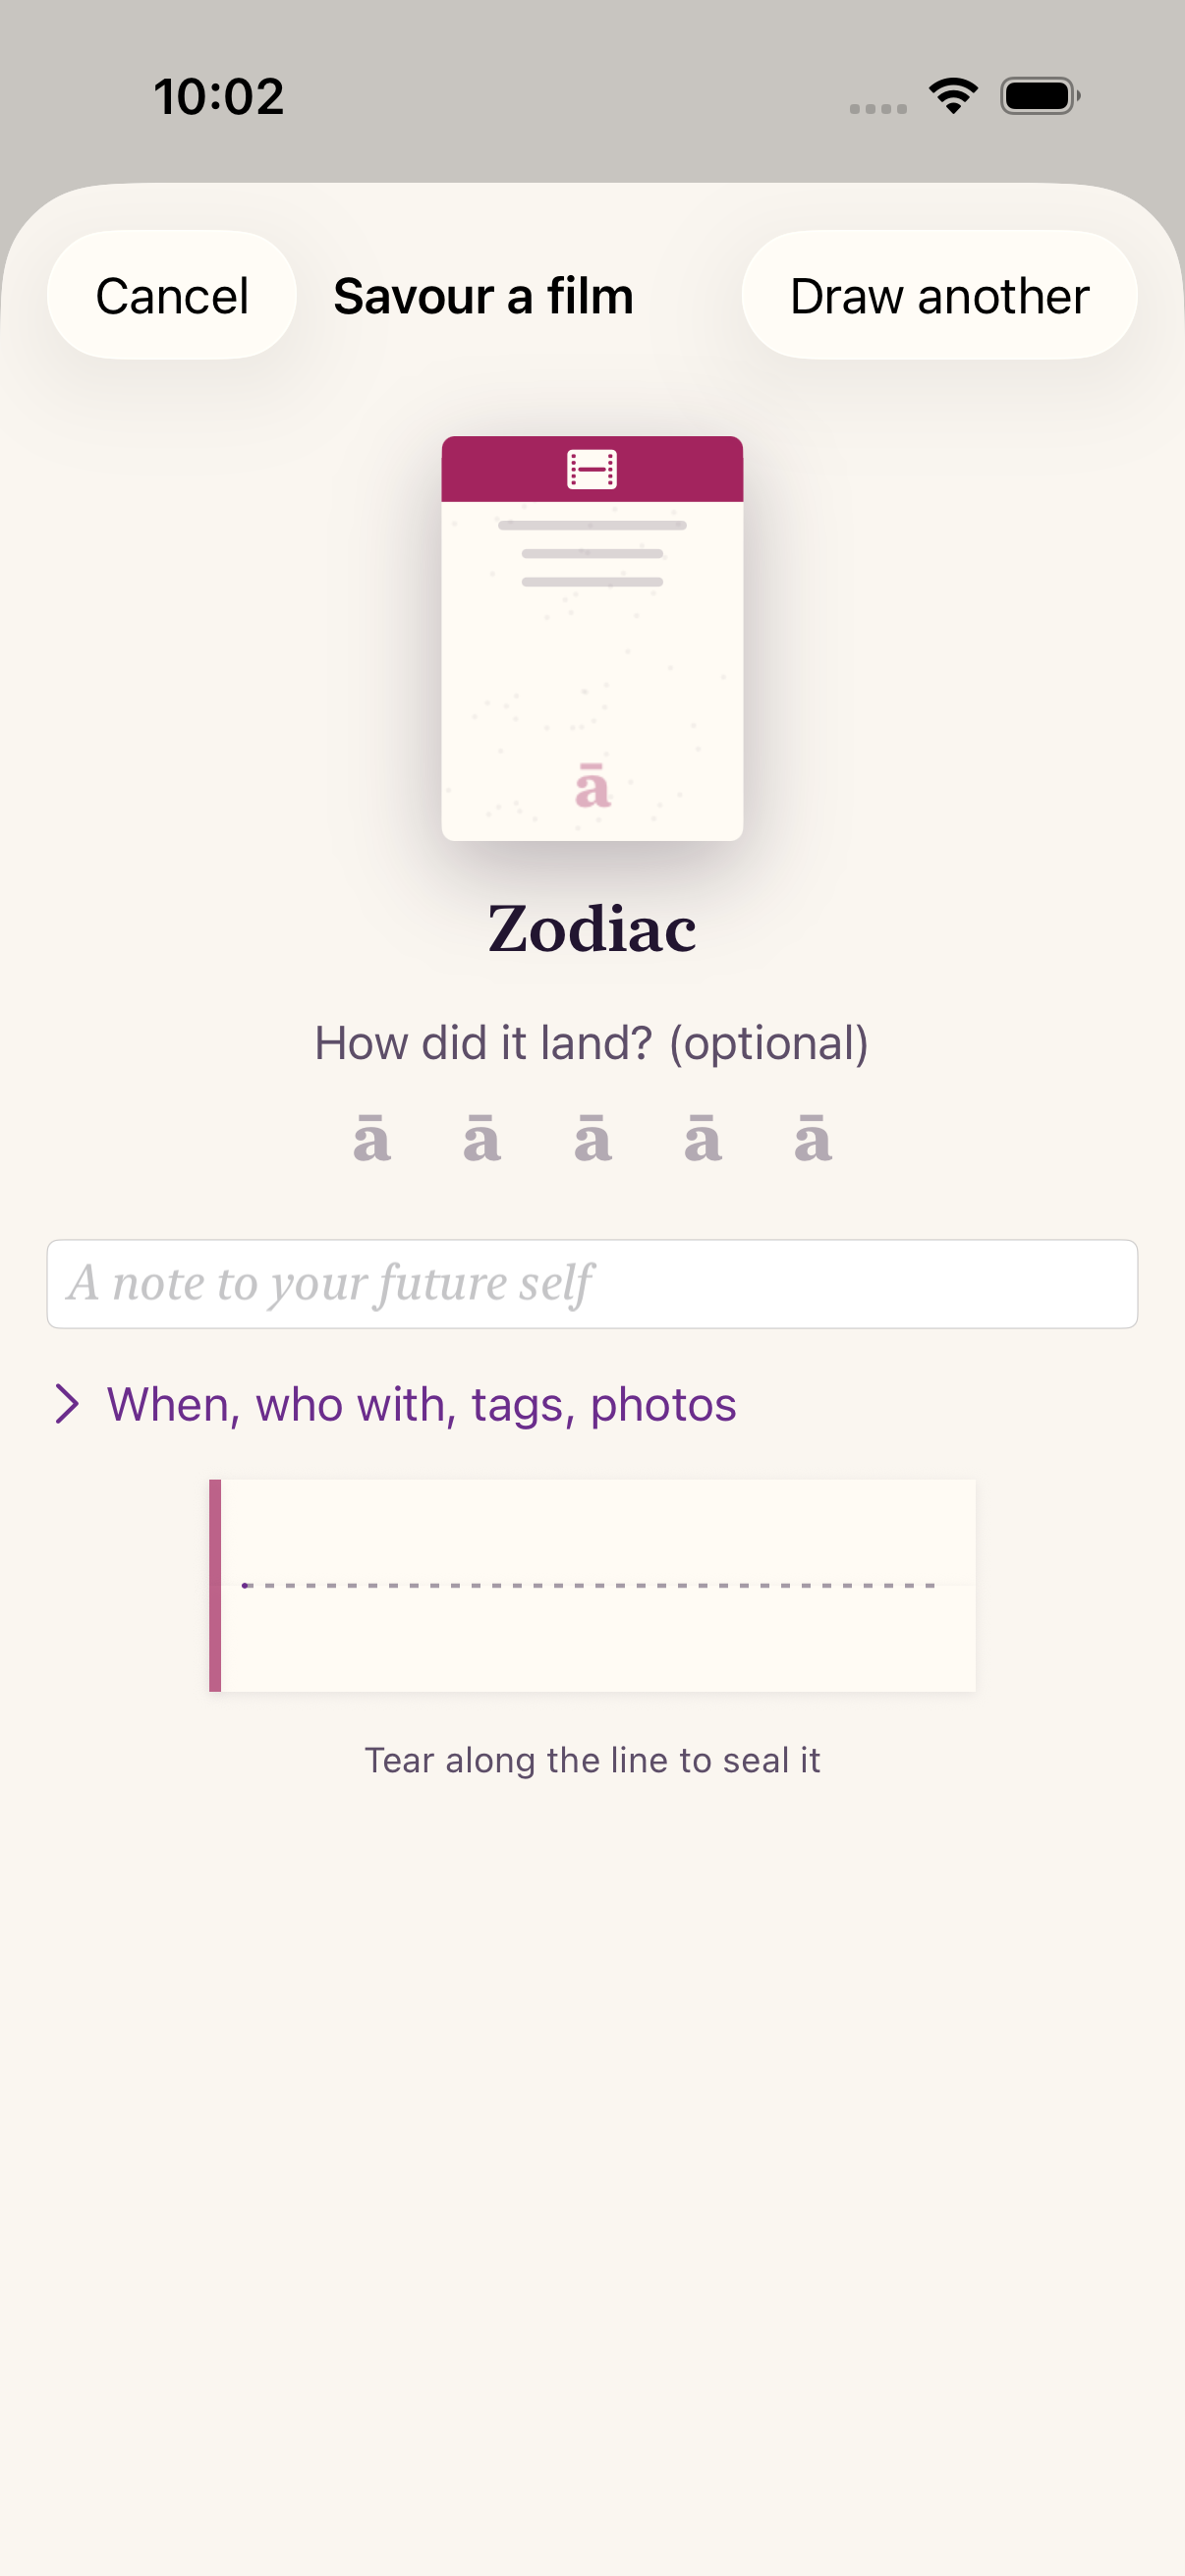 10:02
Cancel Savour a film Draw another
ā
Zodiac
How did it land? (optional)
ā ā ā ā ā
A note to your future self
When, who with, tags, photos
Tear along the line to seal it